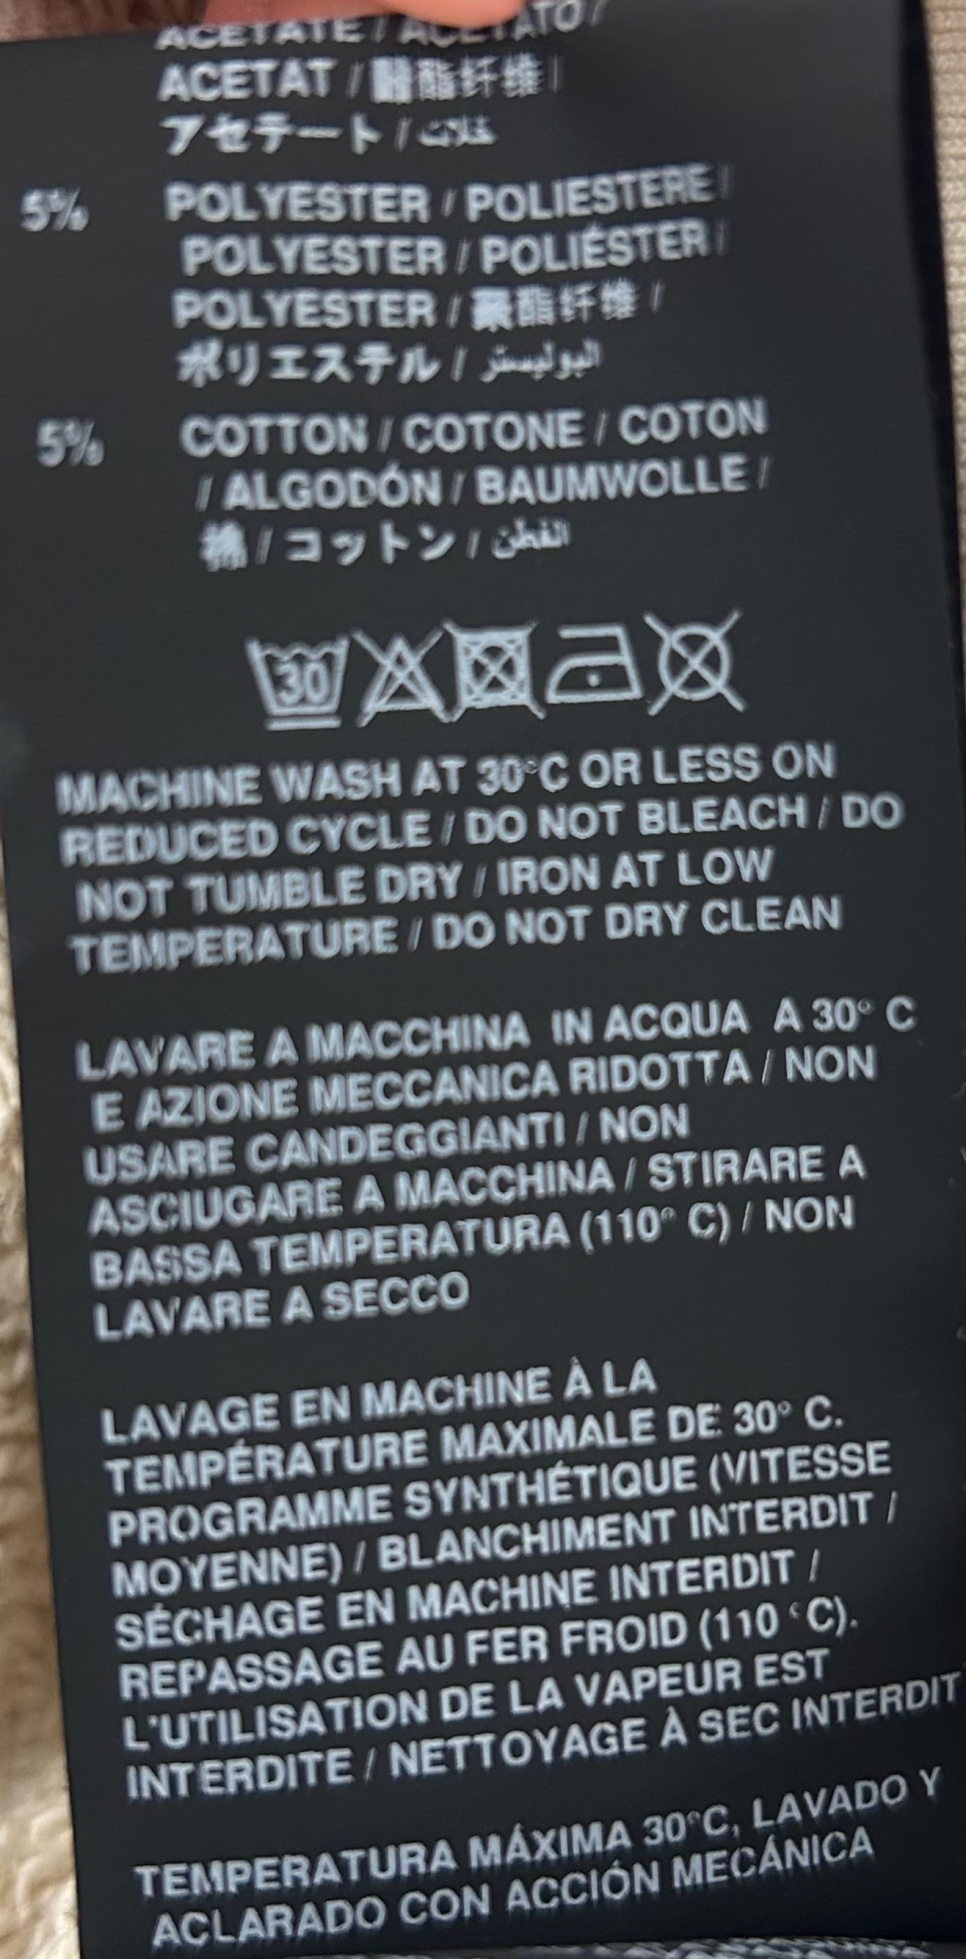 ACETATE / ACETATO /
ACETAT / 醋酯纤维 /
アセテート / خلات
5% POLYESTER / POLIESTERE /
POLYESTER / POLIÉSTER /
POLYESTER / 聚酯纤维 /
ポリエステル / البوليستر
5% COTTON / COTONE / COTON
/ ALGODÓN / BAUMWOLLE /
棉 / コットン / القطن
30
MACHINE WASH AT 30°C OR LESS ON
REDUCED CYCLE / DO NOT BLEACH / DO
NOT TUMBLE DRY / IRON AT LOW
TEMPERATURE / DO NOT DRY CLEAN
LAVARE A MACCHINA IN ACQUA A 30° C
E AZIONE MECCANICA RIDOTTA / NON
USARE CANDEGGIANTI / NON
ASCIUGARE A MACCHINA / STIRARE A
BASSA TEMPERATURA (110° C) / NON
LAVARE A SECCO
LAVAGE EN MACHINE À LA
TEMPÉRATURE MAXIMALE DE 30° C.
PROGRAMME SYNTHÉTIQUE (VITESSE
MOYENNE) / BLANCHIMENT INTERDIT /
SÉCHAGE EN MACHINE INTERDIT /
REPASSAGE AU FER FROID (110 °C).
L'UTILISATION DE LA VAPEUR EST
INTERDITE / NETTOYAGE À SEC INTERDIT
TEMPERATURA MÁXIMA 30°C, LAVADO Y
ACLARADO CON ACCIÓN MECÁNICA